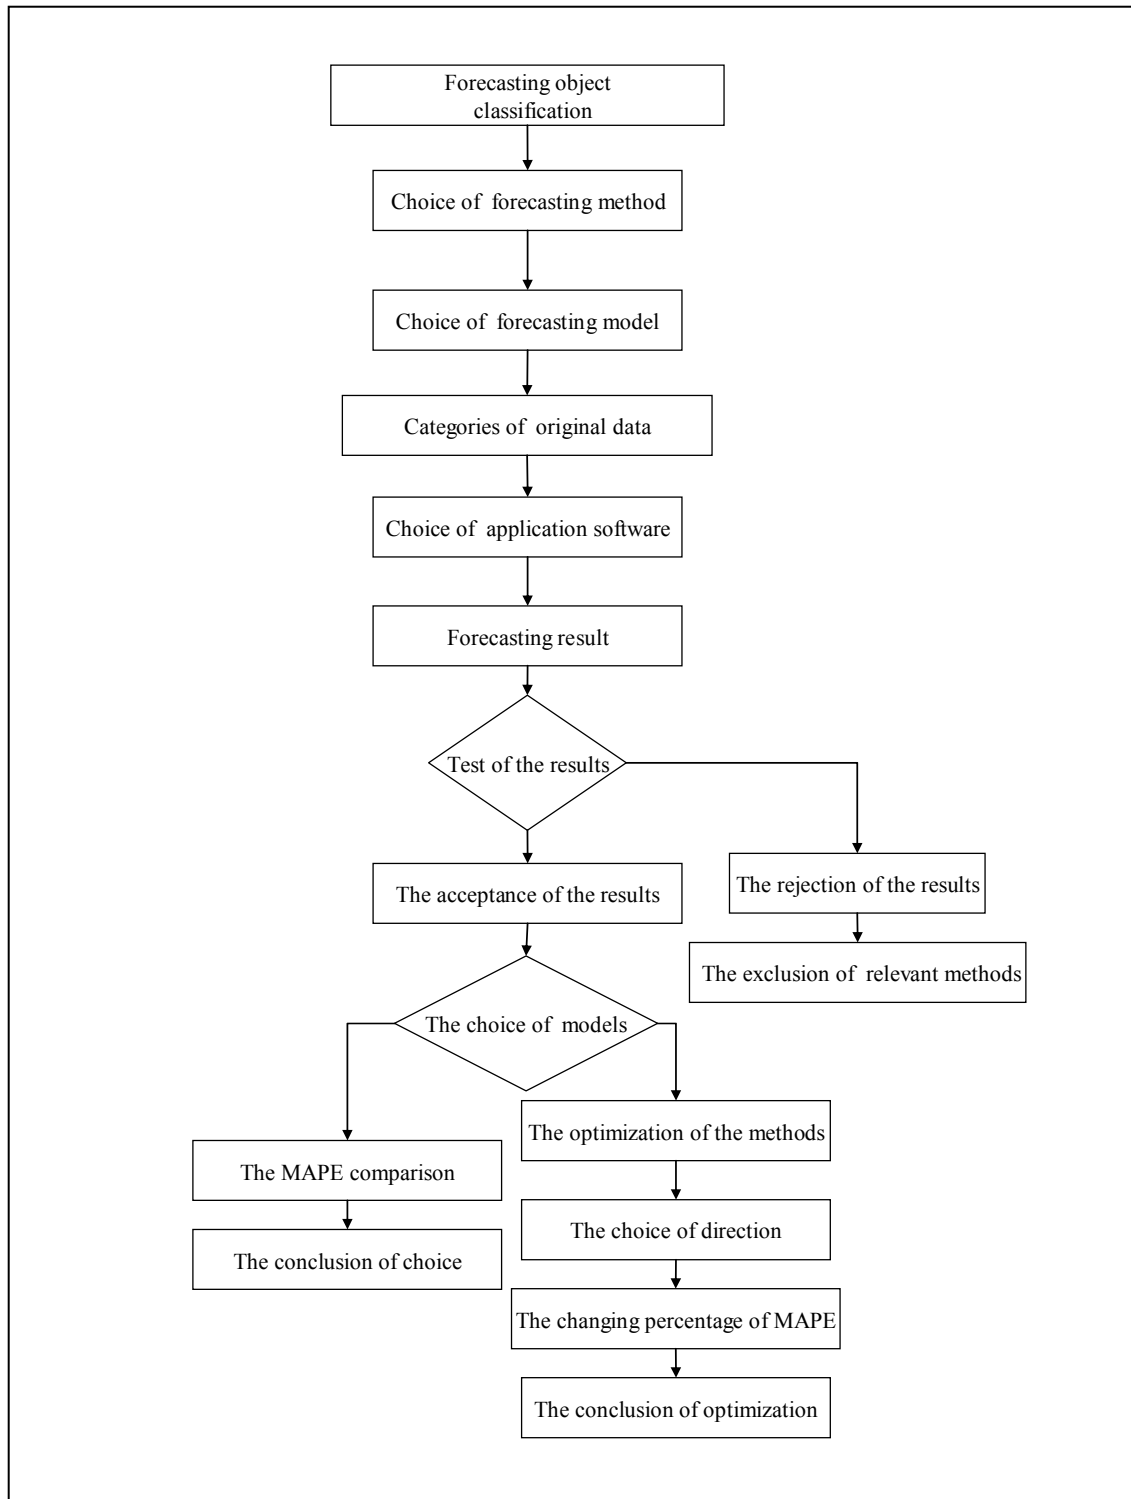 Forecasting object
classification
Choice of forecasting method
Choice of forecasting model
Categories of original data
Choice of application software
Forecasting result
Test of the results
The acceptance of the results
The rejection of the results
The exclusion of relevant methods
The choice of models
The optimization of the methods
The MAPE comparison
The choice of direction
The conclusion of choice
The changing percentage of MAPE
The conclusion of optimization